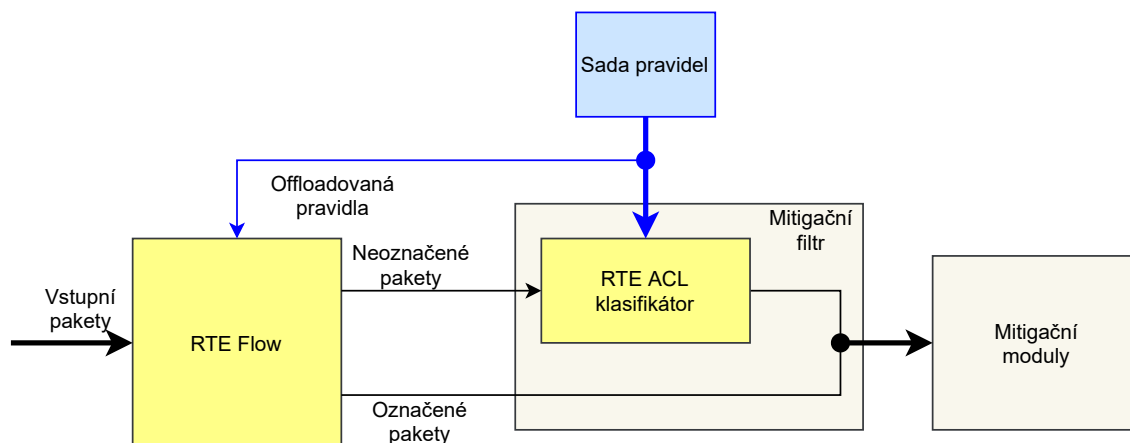 Sada pravidel
Offloadovaná
pravidla
Mitigační
filtr
Neoznačené
pakety
RTE ACL
klasifikátor
Vstupní
pakety
RTE Flow
Mitigační
moduly
Označené
pakety